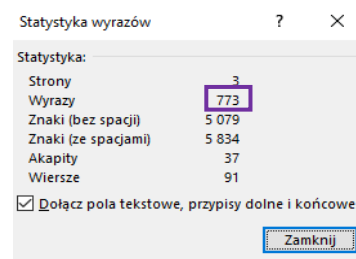 Statystyka wyrazów ? ×
Statystyka:
Strony 3
Wyrazy 773
Znaki (bez spacji) 5 079
Znaki (ze spacjami) 5 834
Akapity 37
Wiersze 91
Dołącz pola tekstowe, przypisy dolne i końcowe
Zamknij